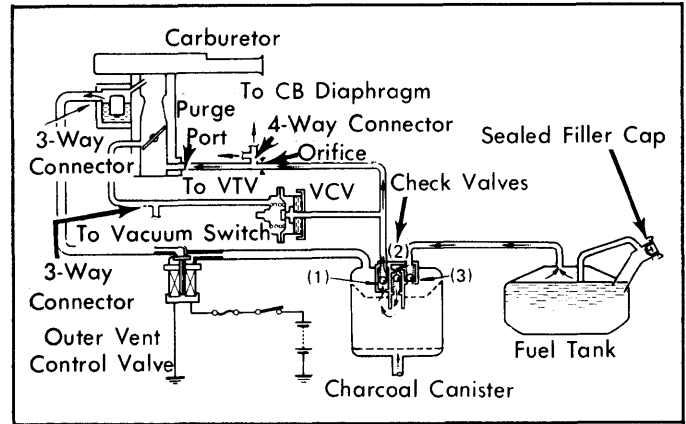 Carburetor
To CB Diaphragm
Purge
Port
4-Way Connector
Sealed Filler Cap
3-Way
Connector
Orifice
To VTV
VCV
Check Valves
To Vacuum Switch
(2)
3-Way
Connector
(1)
(3)
Outer Vent
Control Valve
Fuel Tank
Charcoal Canister